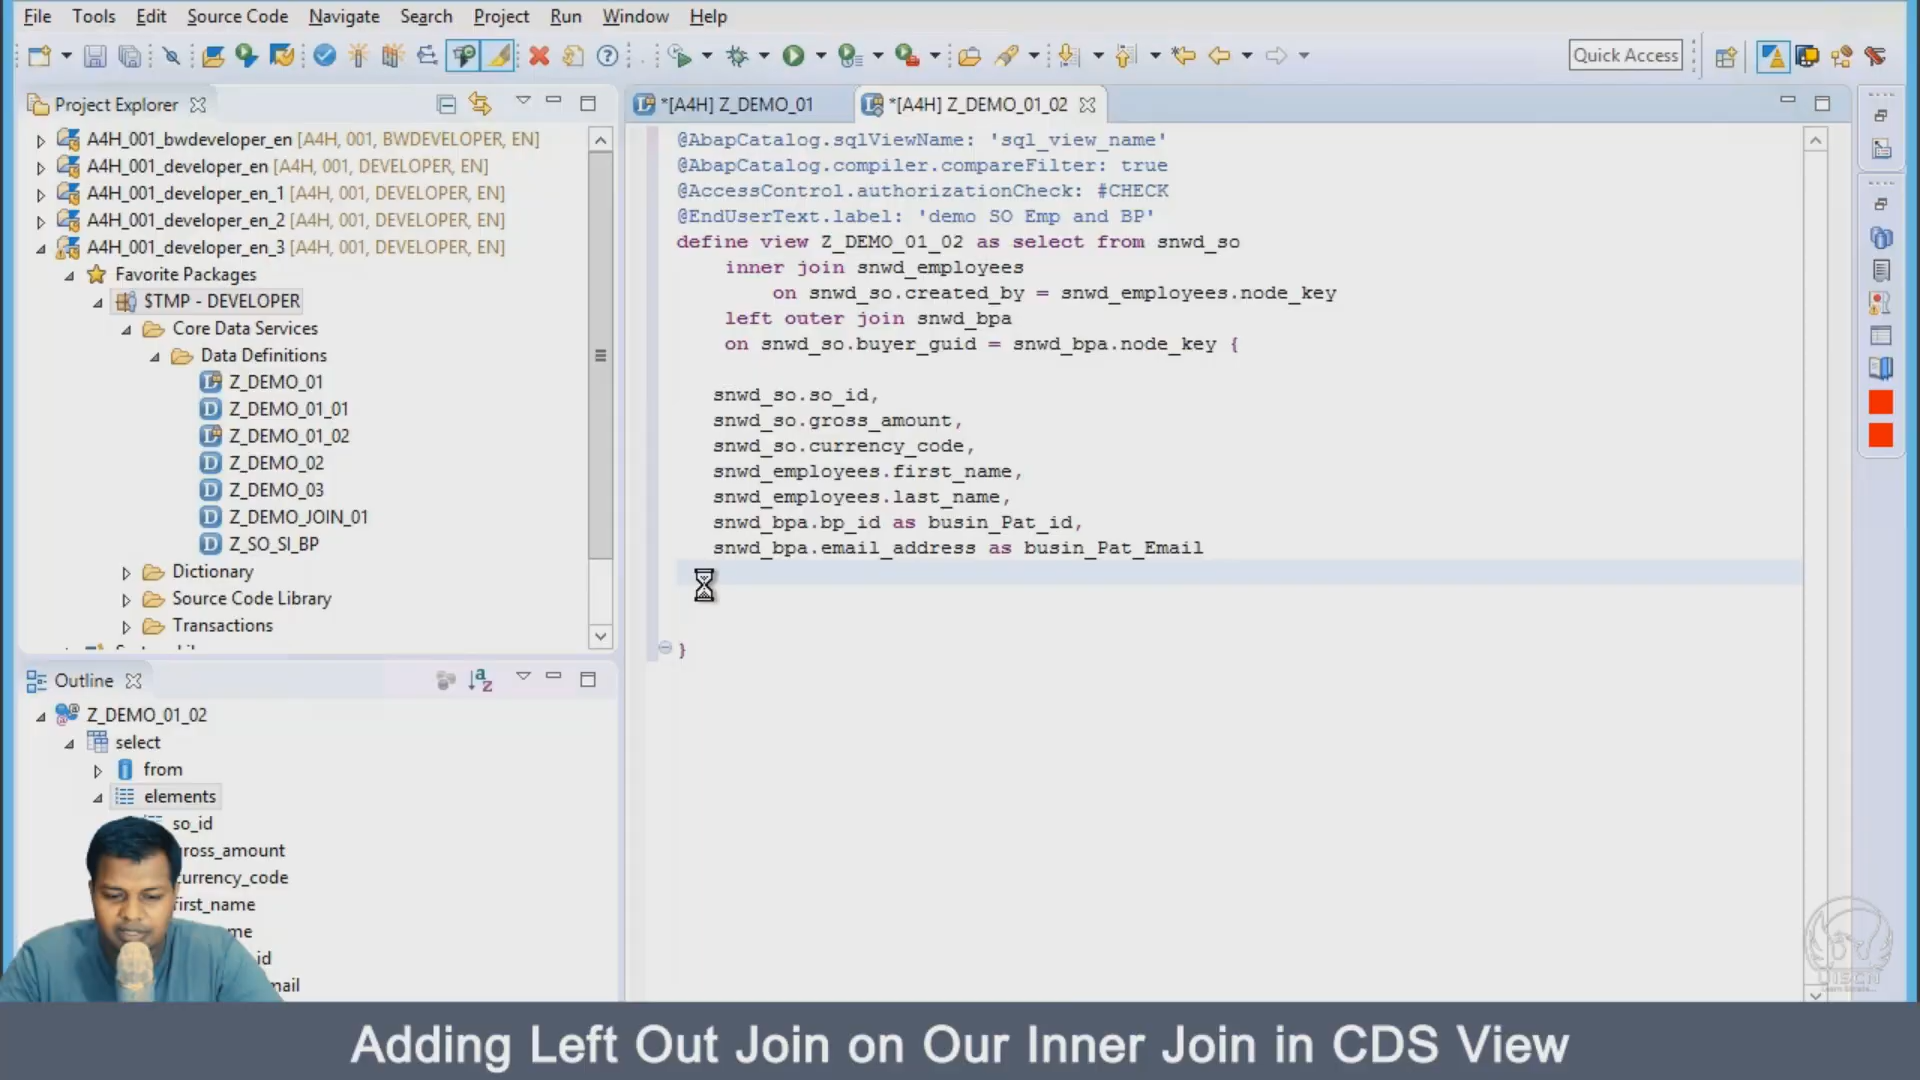 File Tools Edit Source Code Navigate Search Project Run Window Help
Quick Access
Project Explorer
A4H_001_bwdeveloper_en [A4H, 001, BWDEVELOPER, EN]
A4H_001_developer_en [A4H, 001, DEVELOPER, EN]
A4H_001_developer_en_1 [A4H, 001, DEVELOPER, EN]
A4H_001_developer_en_2 [A4H, 001, DEVELOPER, EN]
A4H_001_developer_en_3 [A4H, 001, DEVELOPER, EN]
Favorite Packages
$TMP - DEVELOPER
Core Data Services
Data Definitions
Z_DEMO_01
Z_DEMO_01_01
Z_DEMO_01_02
Z_DEMO_02
Z_DEMO_03
Z_DEMO_JOIN_01
Z_SO_SI_BP
Dictionary
Source Code Library
Transactions
Outline
Z_DEMO_01_02
select
from
elements
so_id
ross_amount
urrency_code
irst_name
me
id
mail
*[A4H] Z_DEMO_01
*[A4H] Z_DEMO_01_02
@AbapCatalog.sqlViewName: 'sql_view_name'
@AbapCatalog.compiler.compareFilter: true
@AccessControl.authorizationCheck: #CHECK
@EndUserText.label: 'demo SO Emp and BP'
define view Z_DEMO_01_02 as select from snwd_so
inner join snwd_employees
on snwd_so.created_by = snwd_employees.node_key
left outer join snwd_bpa
on snwd_so.buyer_guid = snwd_bpa.node_key {
snwd_so.so_id,
snwd_so.gross_amount,
snwd_so.currency_code,
snwd_employees.first_name,
snwd_employees.last_name,
snwd_bpa.bp_id as busin_Pat_id,
snwd_bpa.email_address as busin_Pat_Email
}
Adding Left Out Join on Our Inner Join in CDS View